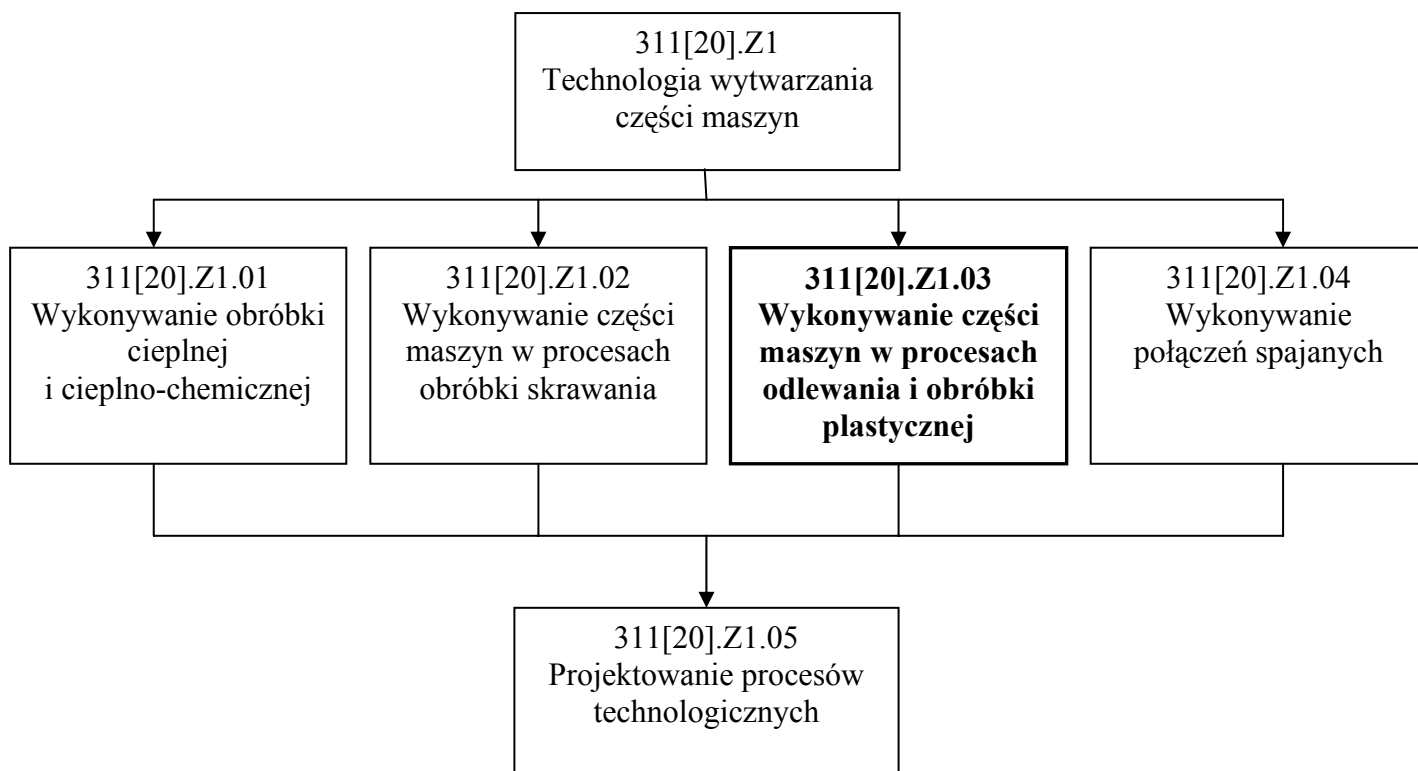 311[20].Z1
Technologia wytwarzania
części maszyn
311[20].Z1.01
Wykonywanie obróbki
cieplnej
i cieplno-chemicznej
311[20].Z1.02
Wykonywanie części
maszyn w procesach
obróbki skrawania
311[20].Z1.03
Wykonywanie części
maszyn w procesach
odlewania i obróbki
plastycznej
311[20].Z1.04
Wykonywanie
połączeń spajanych
311[20].Z1.05
Projektowanie procesów
technologicznych